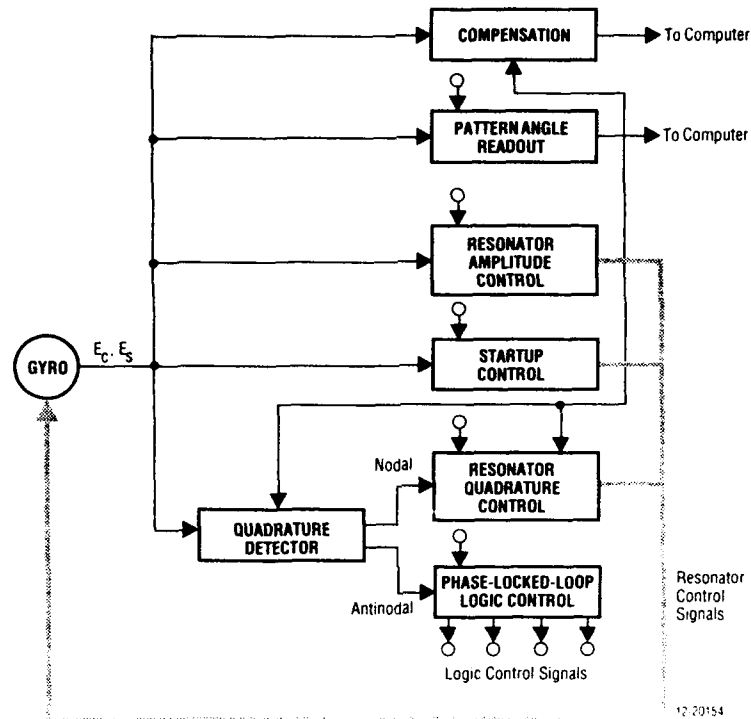 COMPENSATION
To Computer
PATTERN ANGLE
READOUT
To Computer
RESONATOR
AMPLITUDE
CONTROL
E_c, E_s
GYRO
STARTUP
CONTROL
Nodal
RESONATOR
QUADRATURE
CONTROL
QUADRATURE
DETECTOR
Antinodal
PHASE-LOCKED-LOOP
LOGIC CONTROL
Resonator
Control
Signals
Logic Control Signals
12-20154